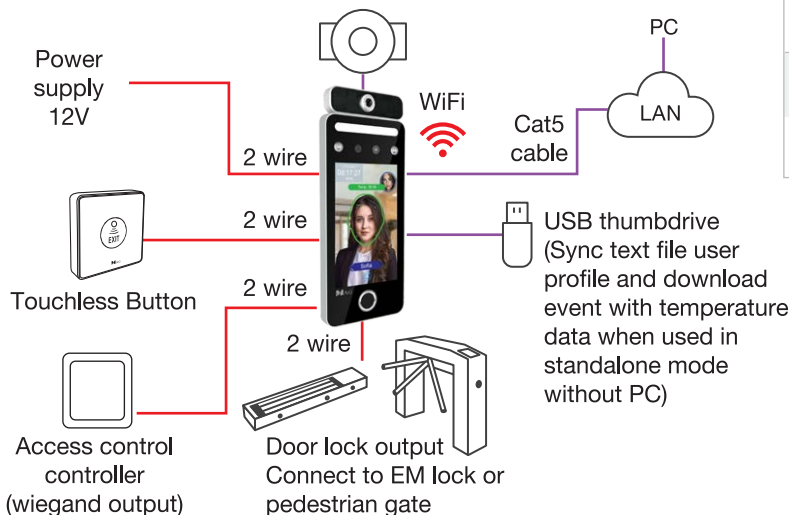 PC
LAN
Power
supply
12V
WiFi
Cat5
cable
2 wire
2 wire
EXIT
Touchless Button
2 wire
2 wire
Sofia
USB thumbdrive
(Sync text file user
profile and download
event with temperature
data when used in
standalone mode
without PC)
Access control
controller
(wiegand output)
Door lock output
Connect to EM lock or
pedestrian gate